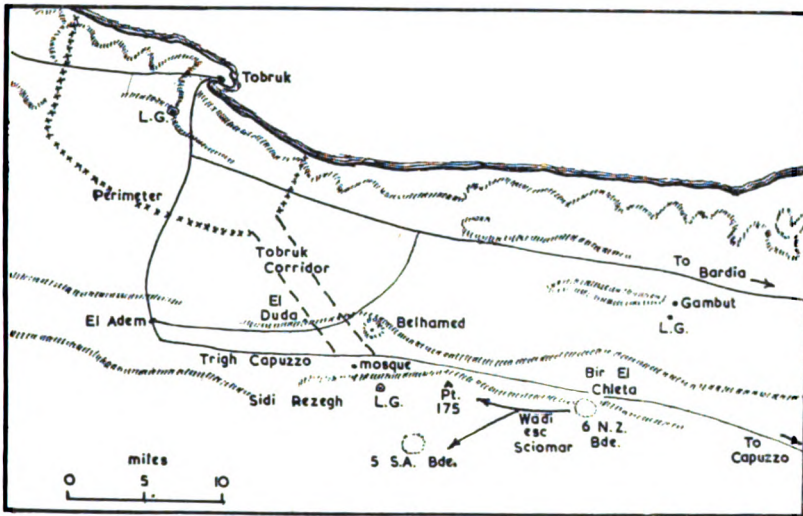 Tobruk
L.G.
Perimeter
Tobruk
Corridor
To
Bardia
El
Duda
Belhamed
Gambut
L.G.
El Adem
Trigh Capuzzo
mosque
Bir El
Chleta
Sidi Rezegh
L.G.
Pt.
175
Wadi
esc
Sciomar
6 N.Z.
Bde.
5 S.A. Bde.
To
Capuzzo
miles
0 5 10